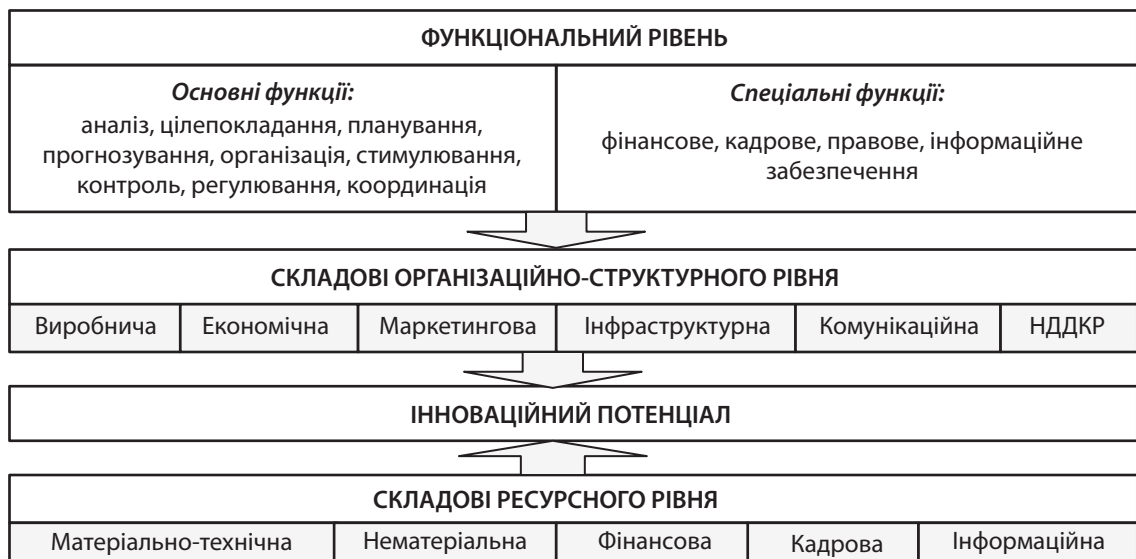 ФУНКЦІОНАЛЬНИЙ РІВЕНЬ
Основні функції:
аналіз, цілепокладання, планування,
прогнозування, організація, стимулювання,
контроль, регулювання, координація
Спеціальні функції:
фінансове, кадрове, правове, інформаційне
забезпечення
СКЛАДОВІ ОРГАНІЗАЦІЙНО-СТРУКТУРНОГО РІВНЯ
Виробнича Економічна Маркетингова Інфраструктурна Комунікаційна НДДКР
ІННОВАЦІЙНИЙ ПОТЕНЦІАЛ
СКЛАДОВІ РЕСУРСНОГО РІВНЯ
Матеріально-технічна Нематеріальна Фінансова Кадрова Інформаційна